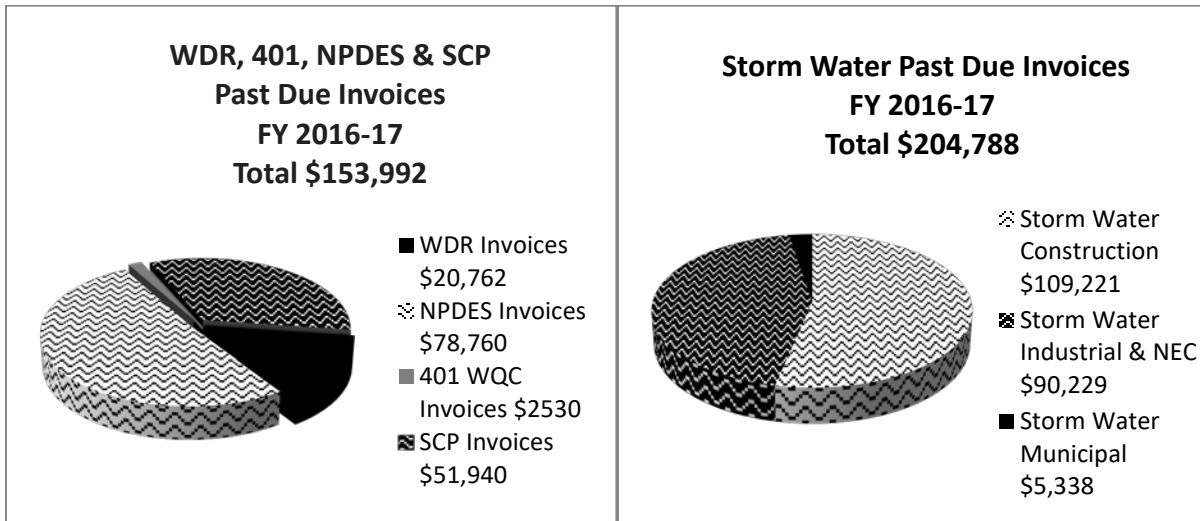 WDR, 401, NPDES & SCP
Past Due Invoices
FY 2016-17
Total $153,992
WDR Invoices
$20,762
NPDES Invoices
$78,760
401 WQC
Invoices $2530
SCP Invoices
$51,940
Storm Water Past Due Invoices
FY 2016-17
Total $204,788
Storm Water
Construction
$109,221
Storm Water
Industrial & NEC
$90,229
Storm Water
Municipal
$5,338